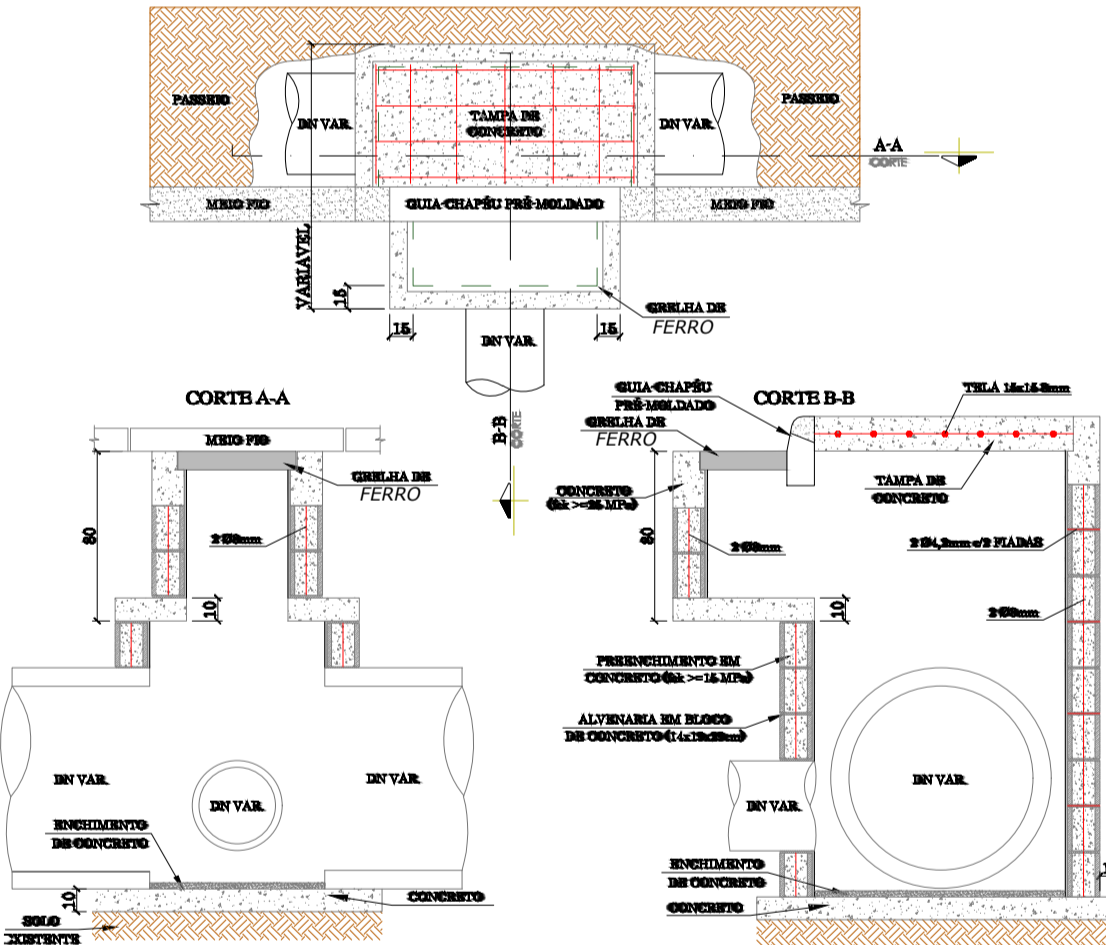 PASSEIO
DN VAR.
TAMPA DE
CONCRETO
DN VAR.
PASSEIO
A-A
CORTE
MEIO FIO
GUIA-CHAPÉU PRÉ-MOLDADO
MEIO FIO
VARIAVEL
15
15
15
GRELHA DE
FERRO
DN VAR.
B-B
CORTE
CORTE A-A
MEIO FIO
GRELHA DE
FERRO
80
2 Ø8mm
10
DN VAR.
DN VAR.
DN VAR.
ENCHIMENTO
DE CONCRETO
10
CONCRETO
SOLO
EXISTENTE
CORTE B-B
GUIA-CHAPÉU
PRÉ-MOLDADO
GRELHA DE
FERRO
TELA 15x15-8mm
TAMPA DE
CONCRETO
CONCRETO
(fck >=25 MPa)
80
2 Ø8mm
2 Ø4,2mm c/2 FIADAS
2 Ø8mm
10
PREENCHIMENTO EM
CONCRETO (fck >=15 MPa)
ALVENARIA EM BLOCO
DE CONCRETO (14x19x39cm)
DN VAR.
DN VAR.
ENCHIMENTO
DE CONCRETO
CONCRETO